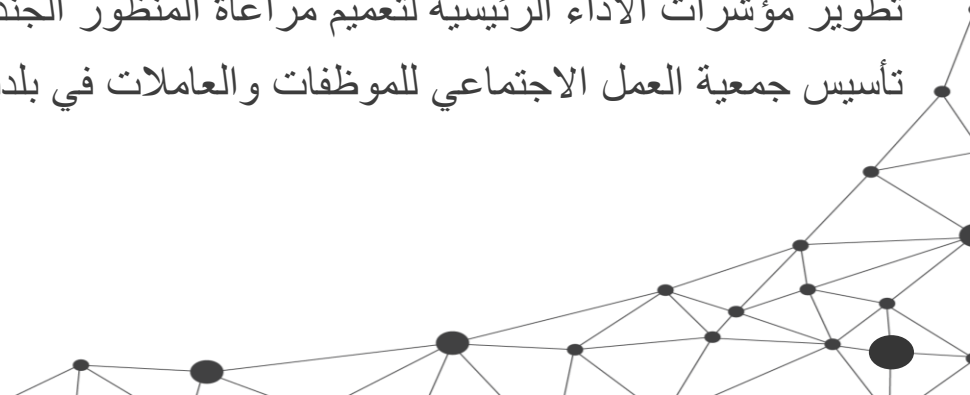 تطوير مؤشرات الأداء الرئيسية لتعميم مراعاة المنظور
تأسيس جمعية العمل الاجتماعي للموظفات والعاملات في